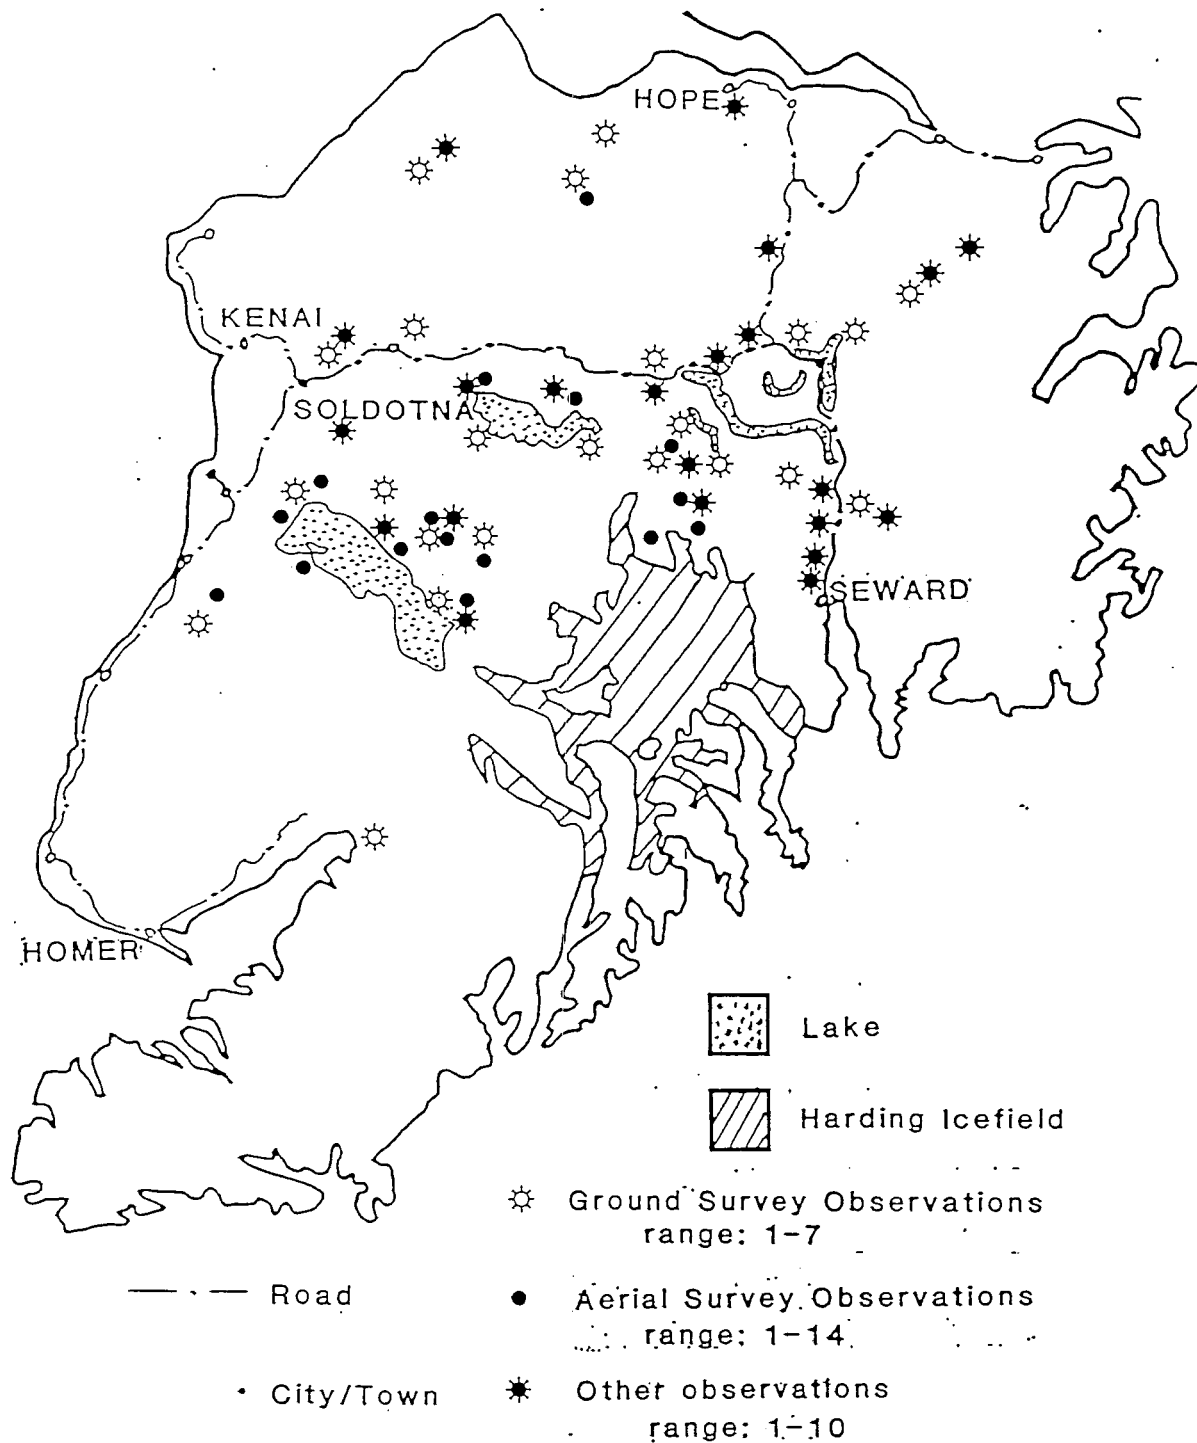 HOPE
KENAI
SOLDOTNA
SEWARD
HOMER
Lake
Harding Icefield
Ground Survey Observations
range: 1-7
Road
Aerial Survey Observations
range: 1-14
City/Town
Other observations
range: 1-10